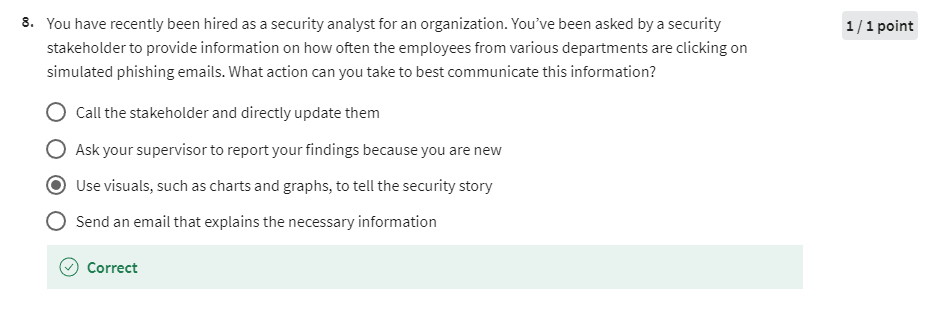 8. You have recently been hired as a security analyst for an organization. You’ve been asked by a security
1 / 1 point
stakeholder to provide information on how often the employees from various departments are clicking on
simulated phishing emails. What action can you take to best communicate this information?
Call the stakeholder and directly update them
Ask your supervisor to report your findings because you are new
Use visuals, such as charts and graphs, to tell the security story
Send an email that explains the necessary information
Correct